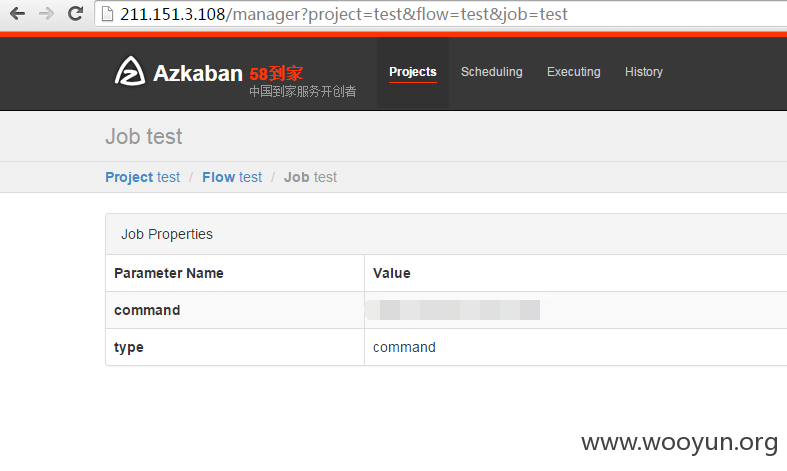 211.151.3.108/manager?project=test&flow=test&job=test
Azkaban 58到家 Projects Scheduling Executing History
中国到家服务开创者
Job test
Project test / Flow test / Job test
Job Properties
Parameter Name Value
command
type command
www.wooyun.org